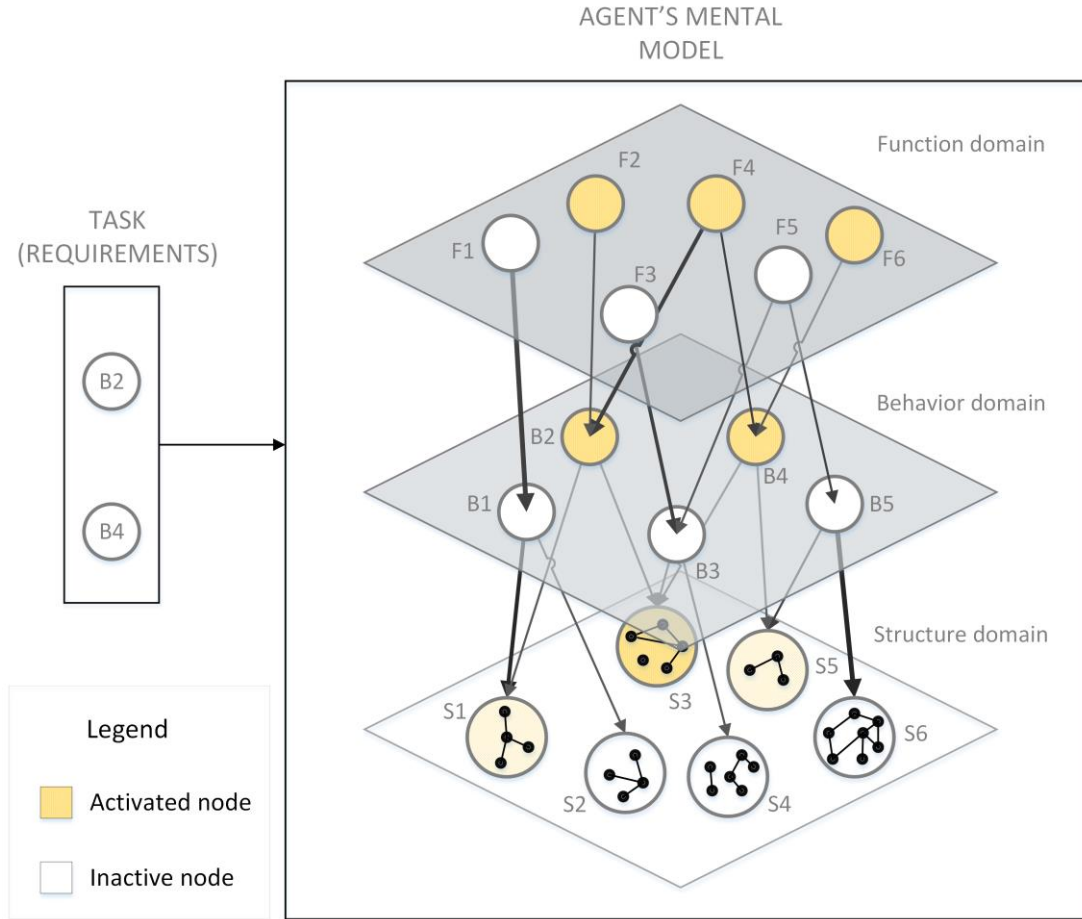 AGENT'S MENTAL
MODEL
Function domain
F2
F4
F1
F5
F6
F3
TASK
(REQUIREMENTS)
B2
B4
Behavior domain
B2
B4
B1
B5
B3
Structure domain
S3
S5
S1
S6
S2
S4
Legend
Activated node
Inactive node